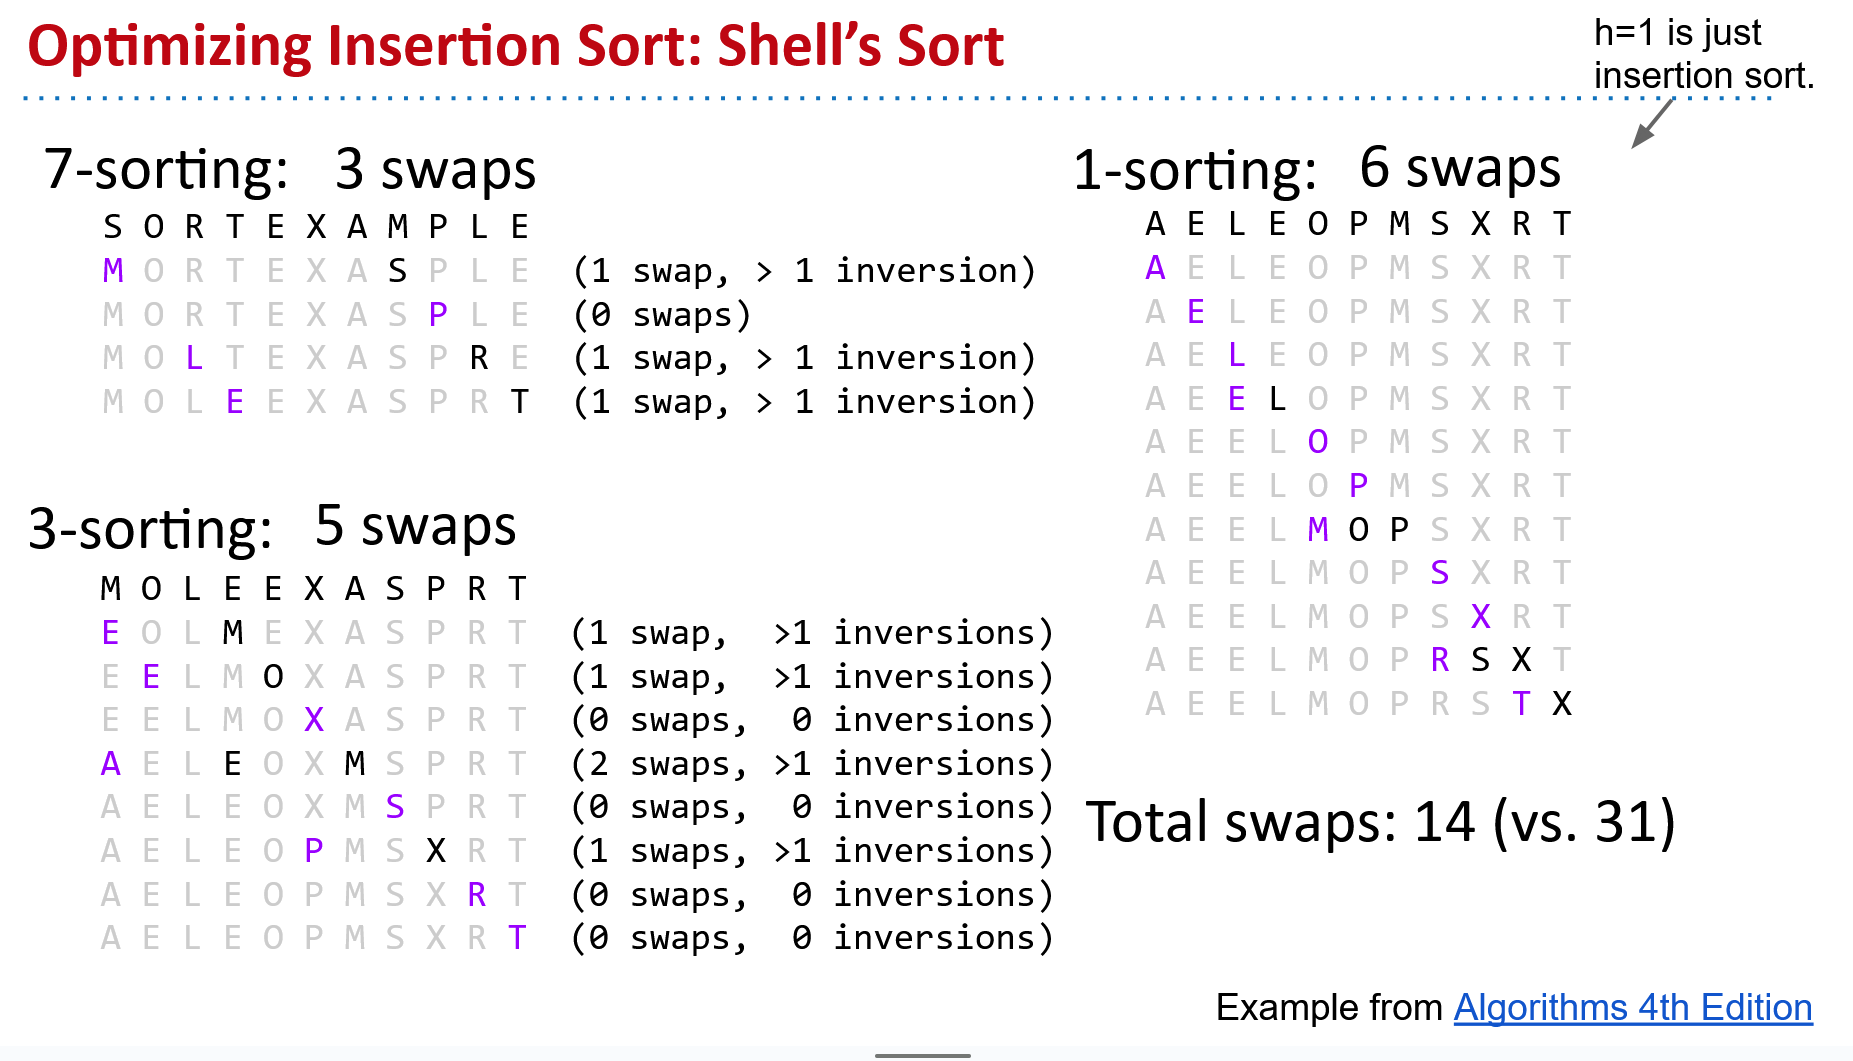 Optimizing Insertion Sort: Shell’s Sort
h=1 is just
insertion sort.
7-sorting: 3 swaps
S O R T E X A M P L E
M O R T E X A S P L E (1 swap, > 1 inversion)
M O R T E X A S P L E (0 swaps)
M O L T E X A S P R E (1 swap, > 1 inversion)
M O L E E X A S P R T (1 swap, > 1 inversion)
3-sorting: 5 swaps
M O L E E X A S P R T
E O L M E X A S P R T (1 swap, >1 inversions)
E E L M O X A S P R T (1 swap, >1 inversions)
E E L M O X A S P R T (0 swaps, 0 inversions)
A E L E O X M S P R T (2 swaps, >1 inversions)
A E L E O X M S P R T (0 swaps, 0 inversions)
A E L E O P M S X R T (1 swaps, >1 inversions)
A E L E O P M S X R T (0 swaps, 0 inversions)
A E L E O P M S X R T (0 swaps, 0 inversions)
1-sorting: 6 swaps
A E L E O P M S X R T
A E L E O P M S X R T
A E L E O P M S X R T
A E L E O P M S X R T
A E E L O P M S X R T
A E E L O P M S X R T
A E E L O P M S X R T
A E E L M O P S X R T
A E E L M O P S X R T
A E E L M O P S X R T
A E E L M O P R S X T
A E E L M O P R S T X
Total swaps: 14 (vs. 31)
Example from Algorithms 4th Edition